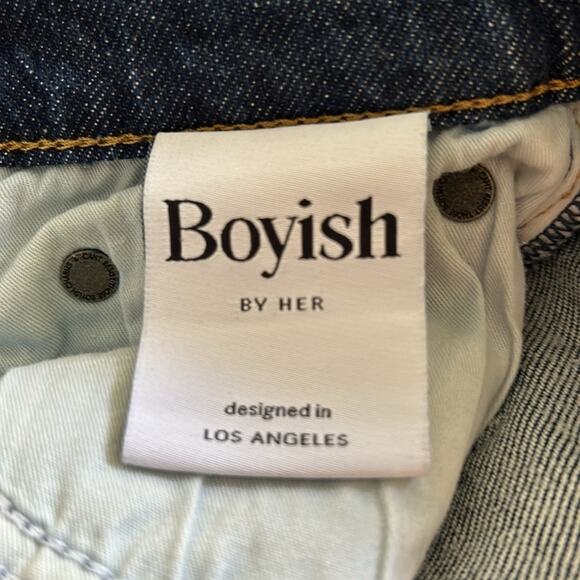 Boyish
BY HER
designed in
LOS ANGELES